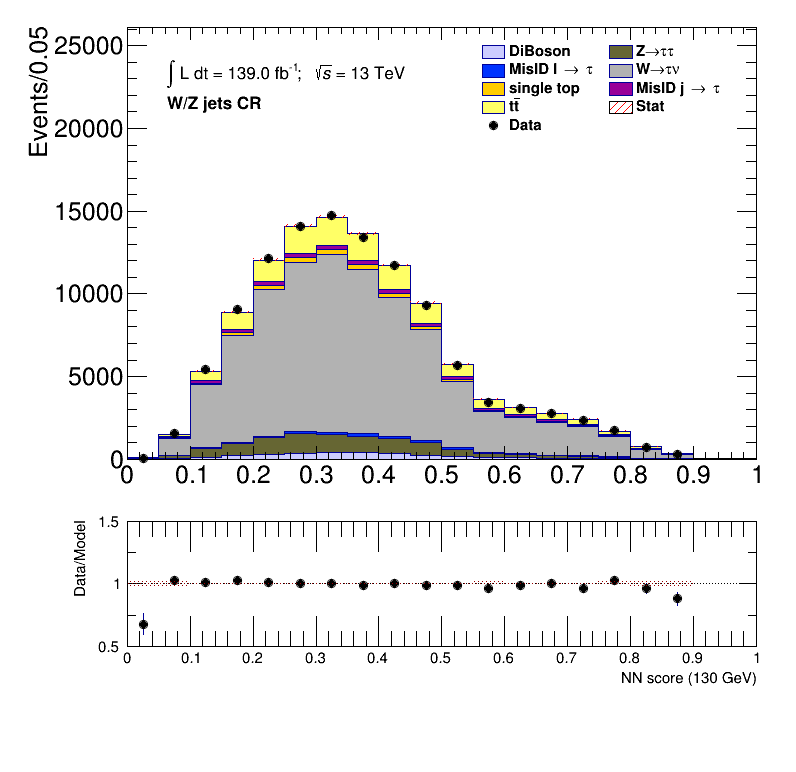 Events/0.05
25000
20000
15000
10000
5000
0
∫ L dt = 139.0 fb⁻¹; √s = 13 TeV
W/Z jets CR
DiBoson
MisID l → τ
single top
tt̄
Data
Z→ττ
W→τν
MisID j → τ
Stat
0 0.1 0.2 0.3 0.4 0.5 0.6 0.7 0.8 0.9 1
Data/Model
1.5
1
0.5
0 0.1 0.2 0.3 0.4 0.5 0.6 0.7 0.8 0.9 1
NN score (130 GeV)